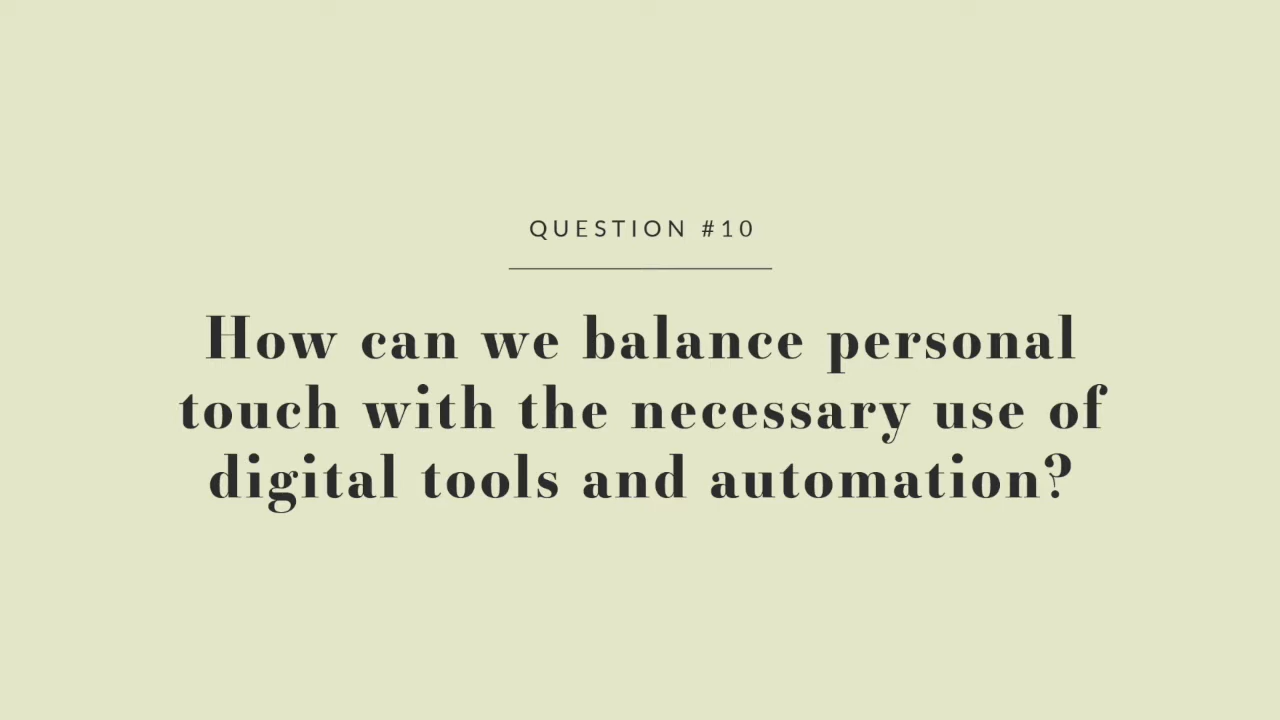 QUESTION #10
How can we balance personal
touch with the necessary use of
digital tools and automation?